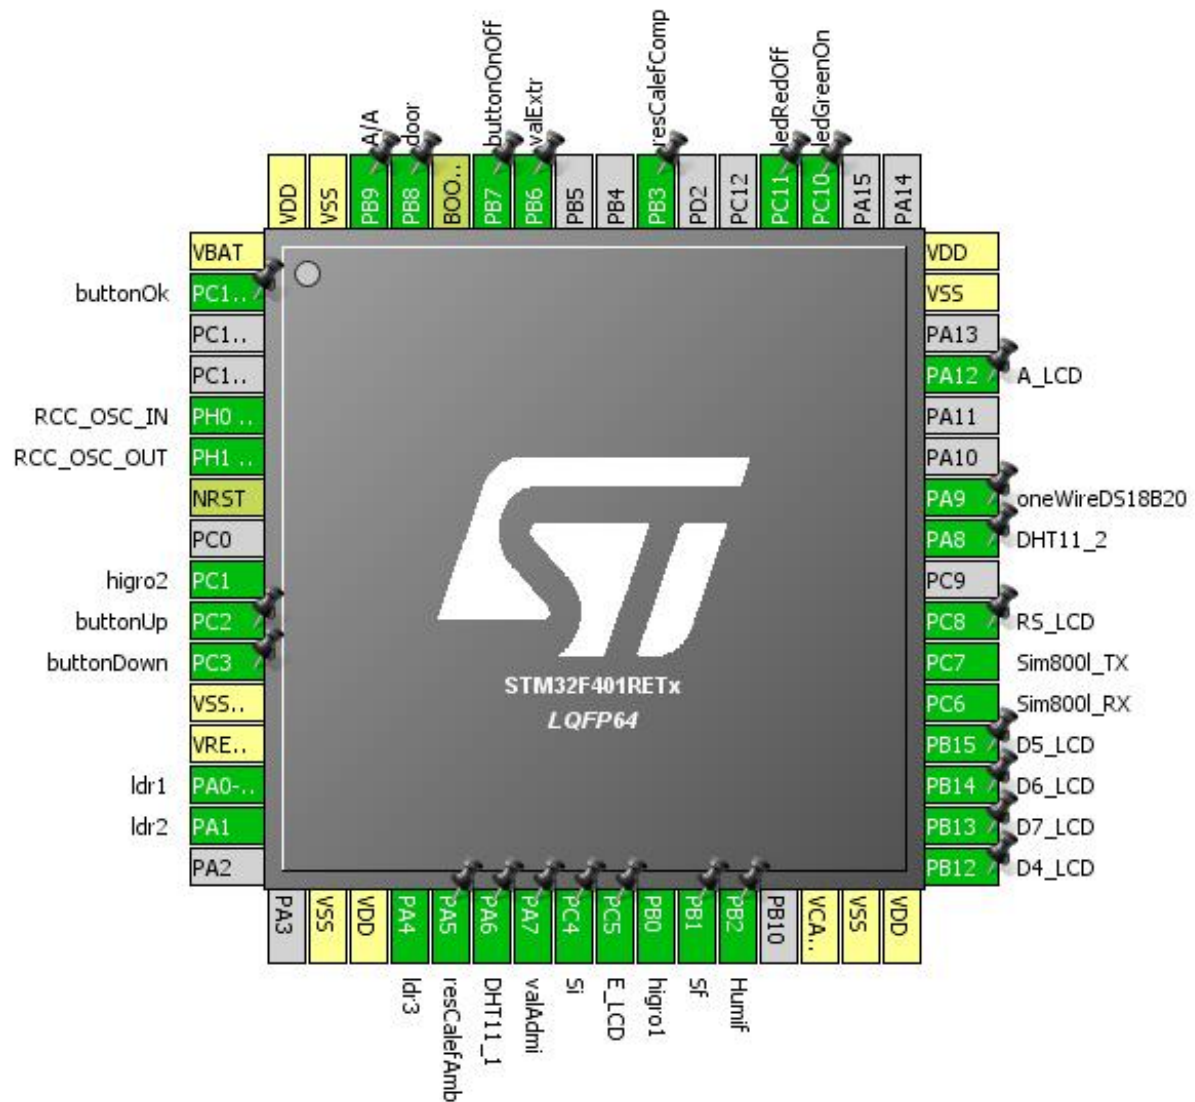 A/A
door
buttonOnOff
valExtr
resCalefComp
ledRedOff
ledGreenOn
VDD
VSS
PB9
PB8
BOO..
PB7
PB6
PB5
PB4
PB3
PD2
PC12
PC11
PC10
PA15
PA14
VBAT
buttonOk PC1..
PC1..
PC1..
RCC_OSC_IN PH0 ..
RCC_OSC_OUT PH1 ..
NRST
PC0
higro2 PC1
buttonUp PC2
buttonDown PC3
VSS..
VRE..
ldr1 PA0-..
ldr2 PA1
PA2
STM32F401RETx
LQFP64
VDD
VSS
PA13
PA12 A_LCD
PA11
PA10
PA9 oneWireDS18B20
PA8 DHT11_2
PC9
PC8 RS_LCD
PC7 Sim800l_TX
PC6 Sim800l_RX
PB15 D5_LCD
PB14 D6_LCD
PB13 D7_LCD
PB12 D4_LCD
PA3
VSS
VDD
PA4
PA5
PA6
PA7
PC4
PC5
PB0
PB1
PB2
PB10
VCA..
VSS
VDD
ldr3
resCalefAmb
DHT11_1
valAdmi
Si
E_LCD
higro1
Sf
Humif